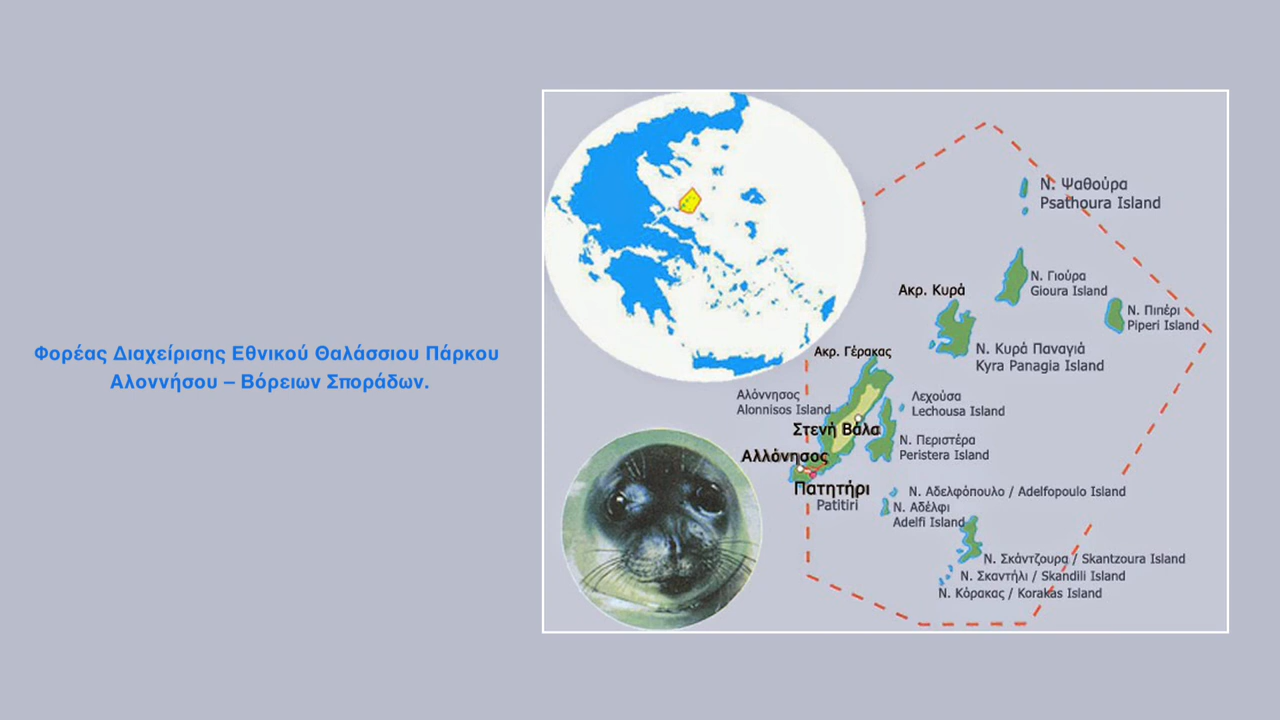 Φορέας Διαχείρισης Εθνικού Θαλάσσιου Πάρκου
Αλοννήσου – Βόρειων Σποράδων.
Ν. Ψαθούρα
Psathoura Island
Ν. Γιούρα
Gioura Island
Ακρ. Κυρά
Ν. Πιπέρι
Piperi Island
Ν. Κυρά Παναγιά
Kyra Panagia Island
Ακρ. Γέρακας
Αλόννησος
Alonnisos Island
Λεχούσα
Lechousa Island
Στενή Βάλα
Ν. Περιστέρα
Peristera Island
Αλλόνησος
Πατητήρι
Patitiri
Ν. Αδελφόπουλο / Adelfopoulo Island
Ν. Αδέλφι
Adelfi Island
Ν. Σκάντζουρα / Skantzoura Island
Ν. Σκαντήλι / Skandili Island
Ν. Κόρακας / Korakas Island